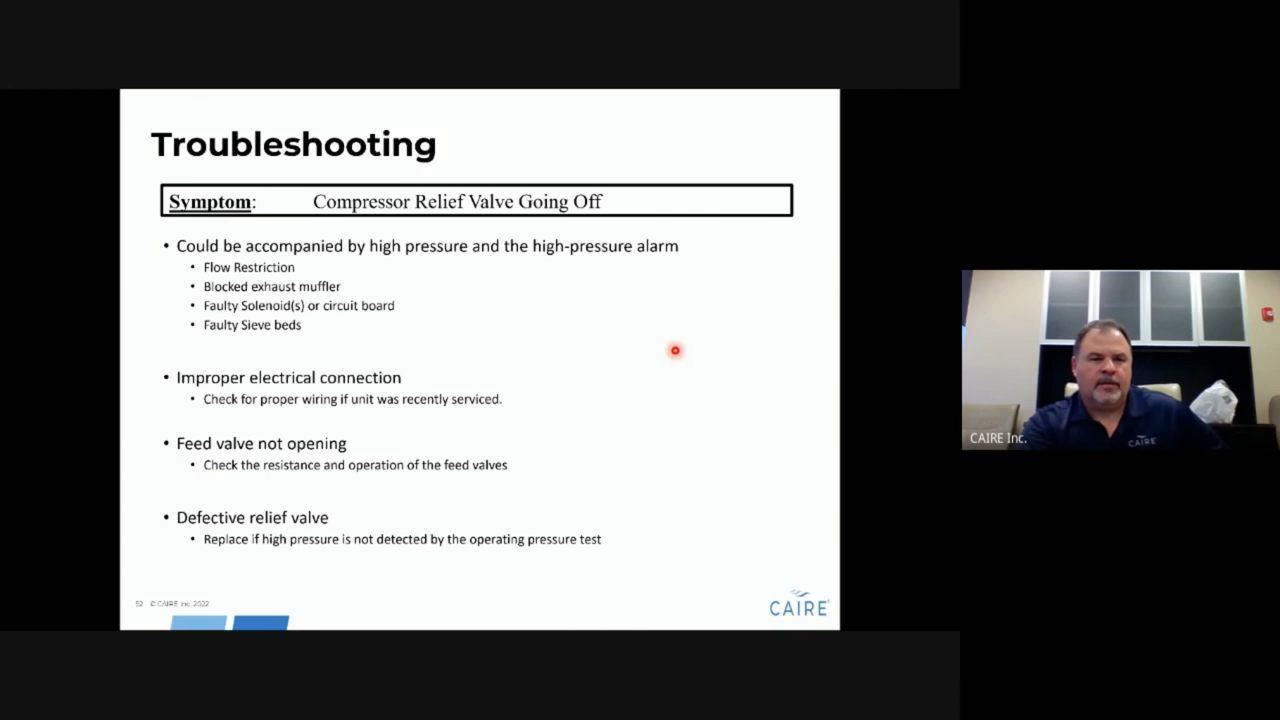 Troubleshooting
Symptom: Compressor Relief Valve Going Off
• Could be accompanied by high pressure and the high-pressure alarm
• Flow Restriction
• Blocked exhaust muffler
• Faulty Solenoid(s) or circuit board
• Faulty Sieve beds
• Improper electrical connection
• Check for proper wiring if unit was recently serviced.
• Feed valve not opening
• Check the resistance and operation of the feed valves
• Defective relief valve
• Replace if high pressure is not detected by the operating pressure test
52 © CAIRE Inc. 2022
CAIRE
CAIRE Inc.
CAIRE